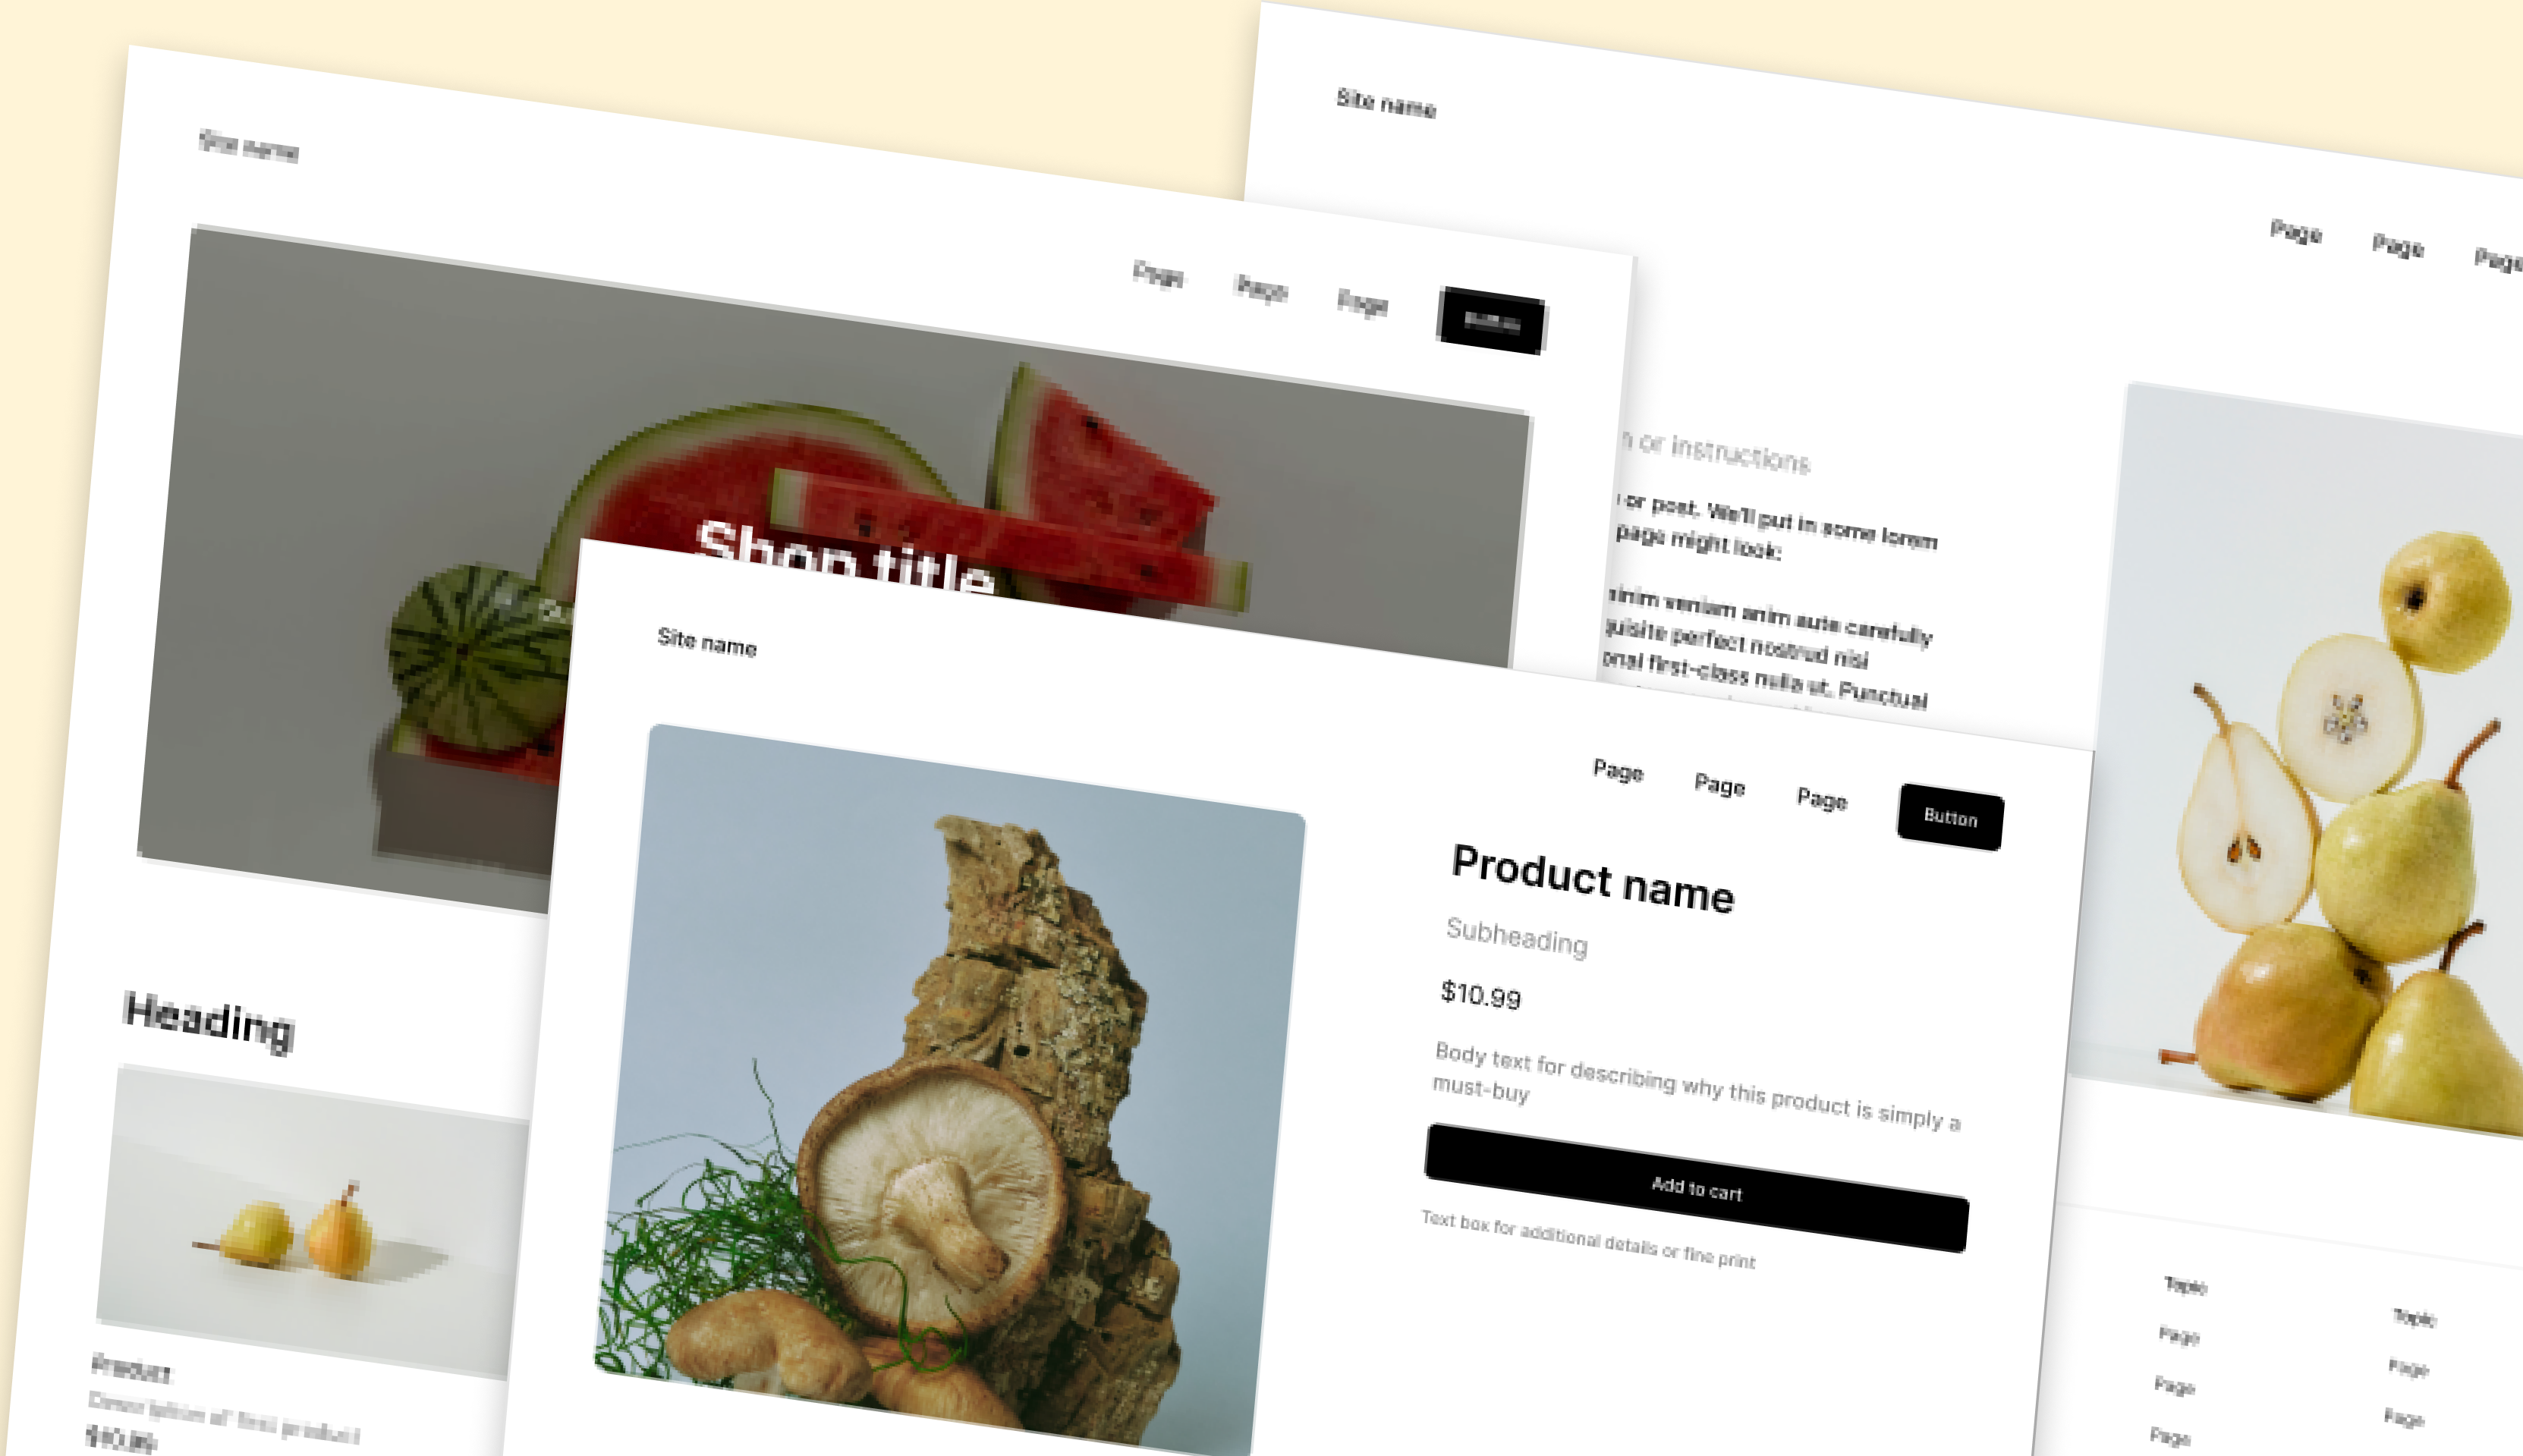 Site name
Page Page Page
Shop title
Heading
Product
Description of first product
$10.99
Site name
Page Page Page
or instructions
or post. We'll put in some lorem
page might look:
minim veniam anim aute carefully
quisite perfect nostrud nisi
onal first-class nulla ut. Punctual
Topic
Page
Page
Page
Topic
Page
Page
Site name
Page Page Page Button
Product name
Subheading
$10.99
Body text for describing why this product is simply a
must-buy
Add to cart
Text box for additional details or fine print